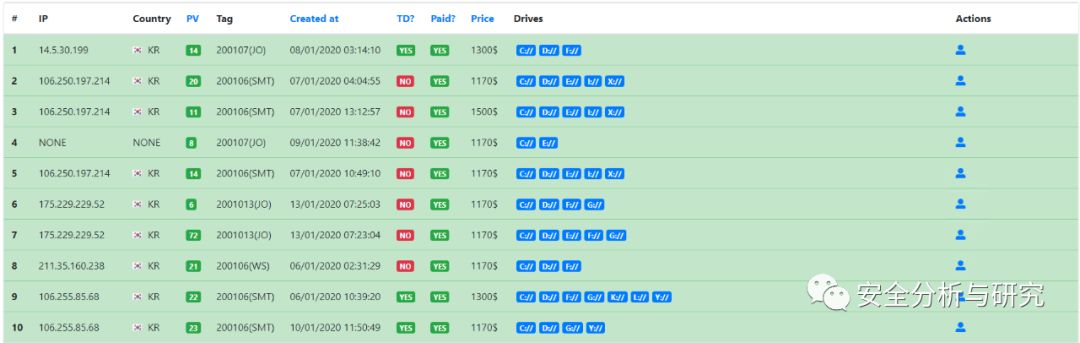 # IP Country PV Tag Created at TD? Paid? Price Drives Actions
1 14.5.30.199 KR 14 200107(JO) 08/01/2020 03:14:10 YES YES 1300$ C:// D:// F://
2 106.250.197.214 KR 20 200106(SMT) 07/01/2020 04:04:55 NO YES 1170$ C:// D:// E:// I:// X://
3 106.250.197.214 KR 11 200106(SMT) 07/01/2020 13:12:57 NO YES 1500$ C:// D:// E:// I:// X://
4 NONE NONE 8 200107(JO) 09/01/2020 11:38:42 NO YES 1170$ C:// E://
5 106.250.197.214 KR 14 200106(SMT) 07/01/2020 10:49:10 NO YES 1170$ C:// D:// E:// I:// X://
6 175.229.229.52 KR 6 2001013(JO) 13/01/2020 07:25:03 NO YES 1170$ C:// D:// F:// G://
7 175.229.229.52 KR 72 2001013(JO) 13/01/2020 07:23:04 NO YES 1170$ C:// D:// E:// F:// G://
8 211.35.160.238 KR 21 200106(WS) 06/01/2020 02:31:29 NO YES 1170$ C:// D:// F://
9 106.255.85.68 KR 22 200106(SMT) 06/01/2020 10:39:20 YES YES 1300$ C:// D:// F:// G:// K:// L:// Y://
安全分析与研究
10 106.255.85.68 KR 23 200106(SMT) 10/01/2020 11:50:49 YES YES 1170$ C:// D:// G:// Y://